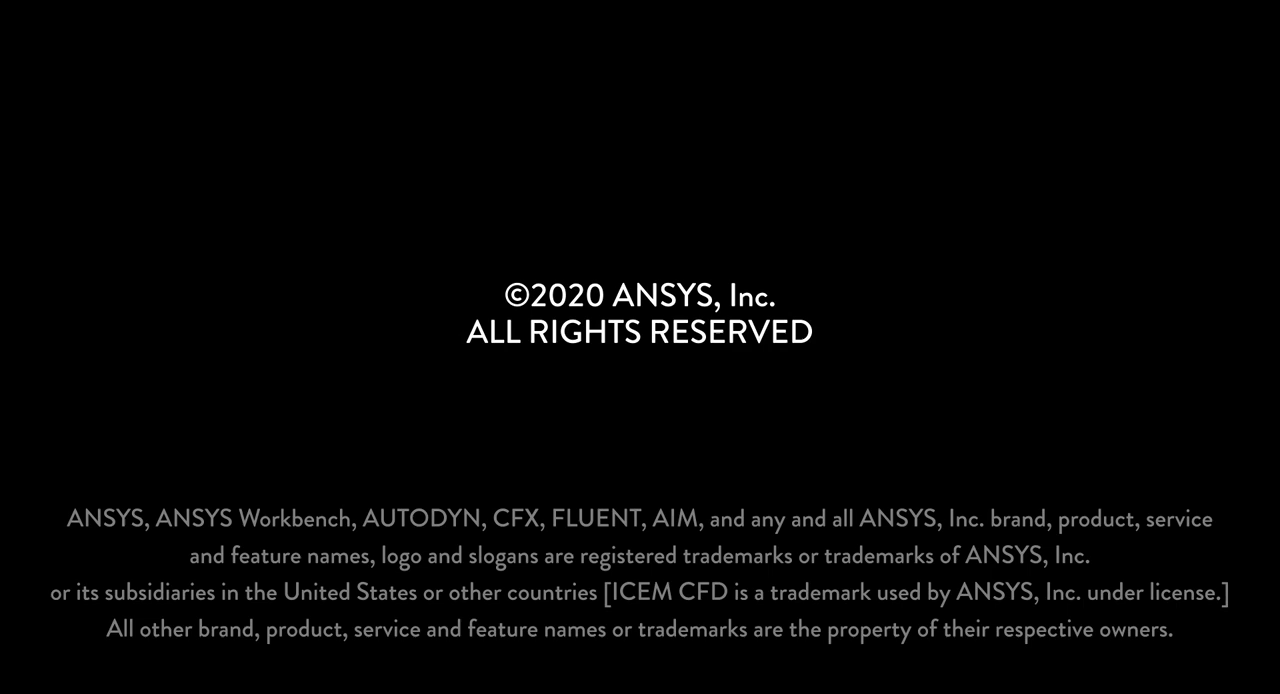 ©2020 ANSYS, Inc.
ALL RIGHTS RESERVED
ANSYS, ANSYS Workbench, AUTODYN, CFX, FLUENT, AIM, and any and all ANSYS, Inc. brand, product, service
and feature names, logo and slogans are registered trademarks or trademarks of ANSYS, Inc.
or its subsidiaries in the United States or other countries [ICEM CFD is a trademark used by ANSYS, Inc. under license.]
All other brand, product, service and feature names or trademarks are the property of their respective owners.